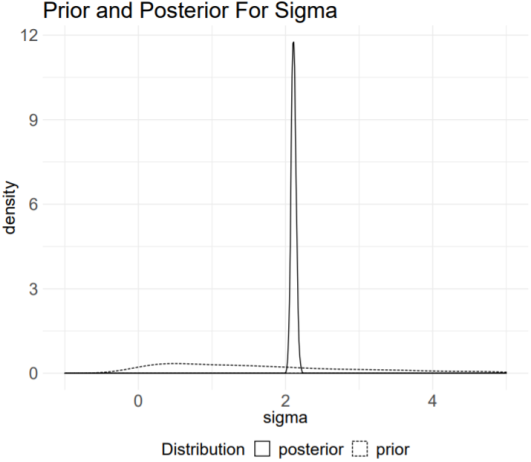 Prior and Posterior For Sigma
12
9
6
3
0
density
0 2 4
sigma
Distribution posterior prior